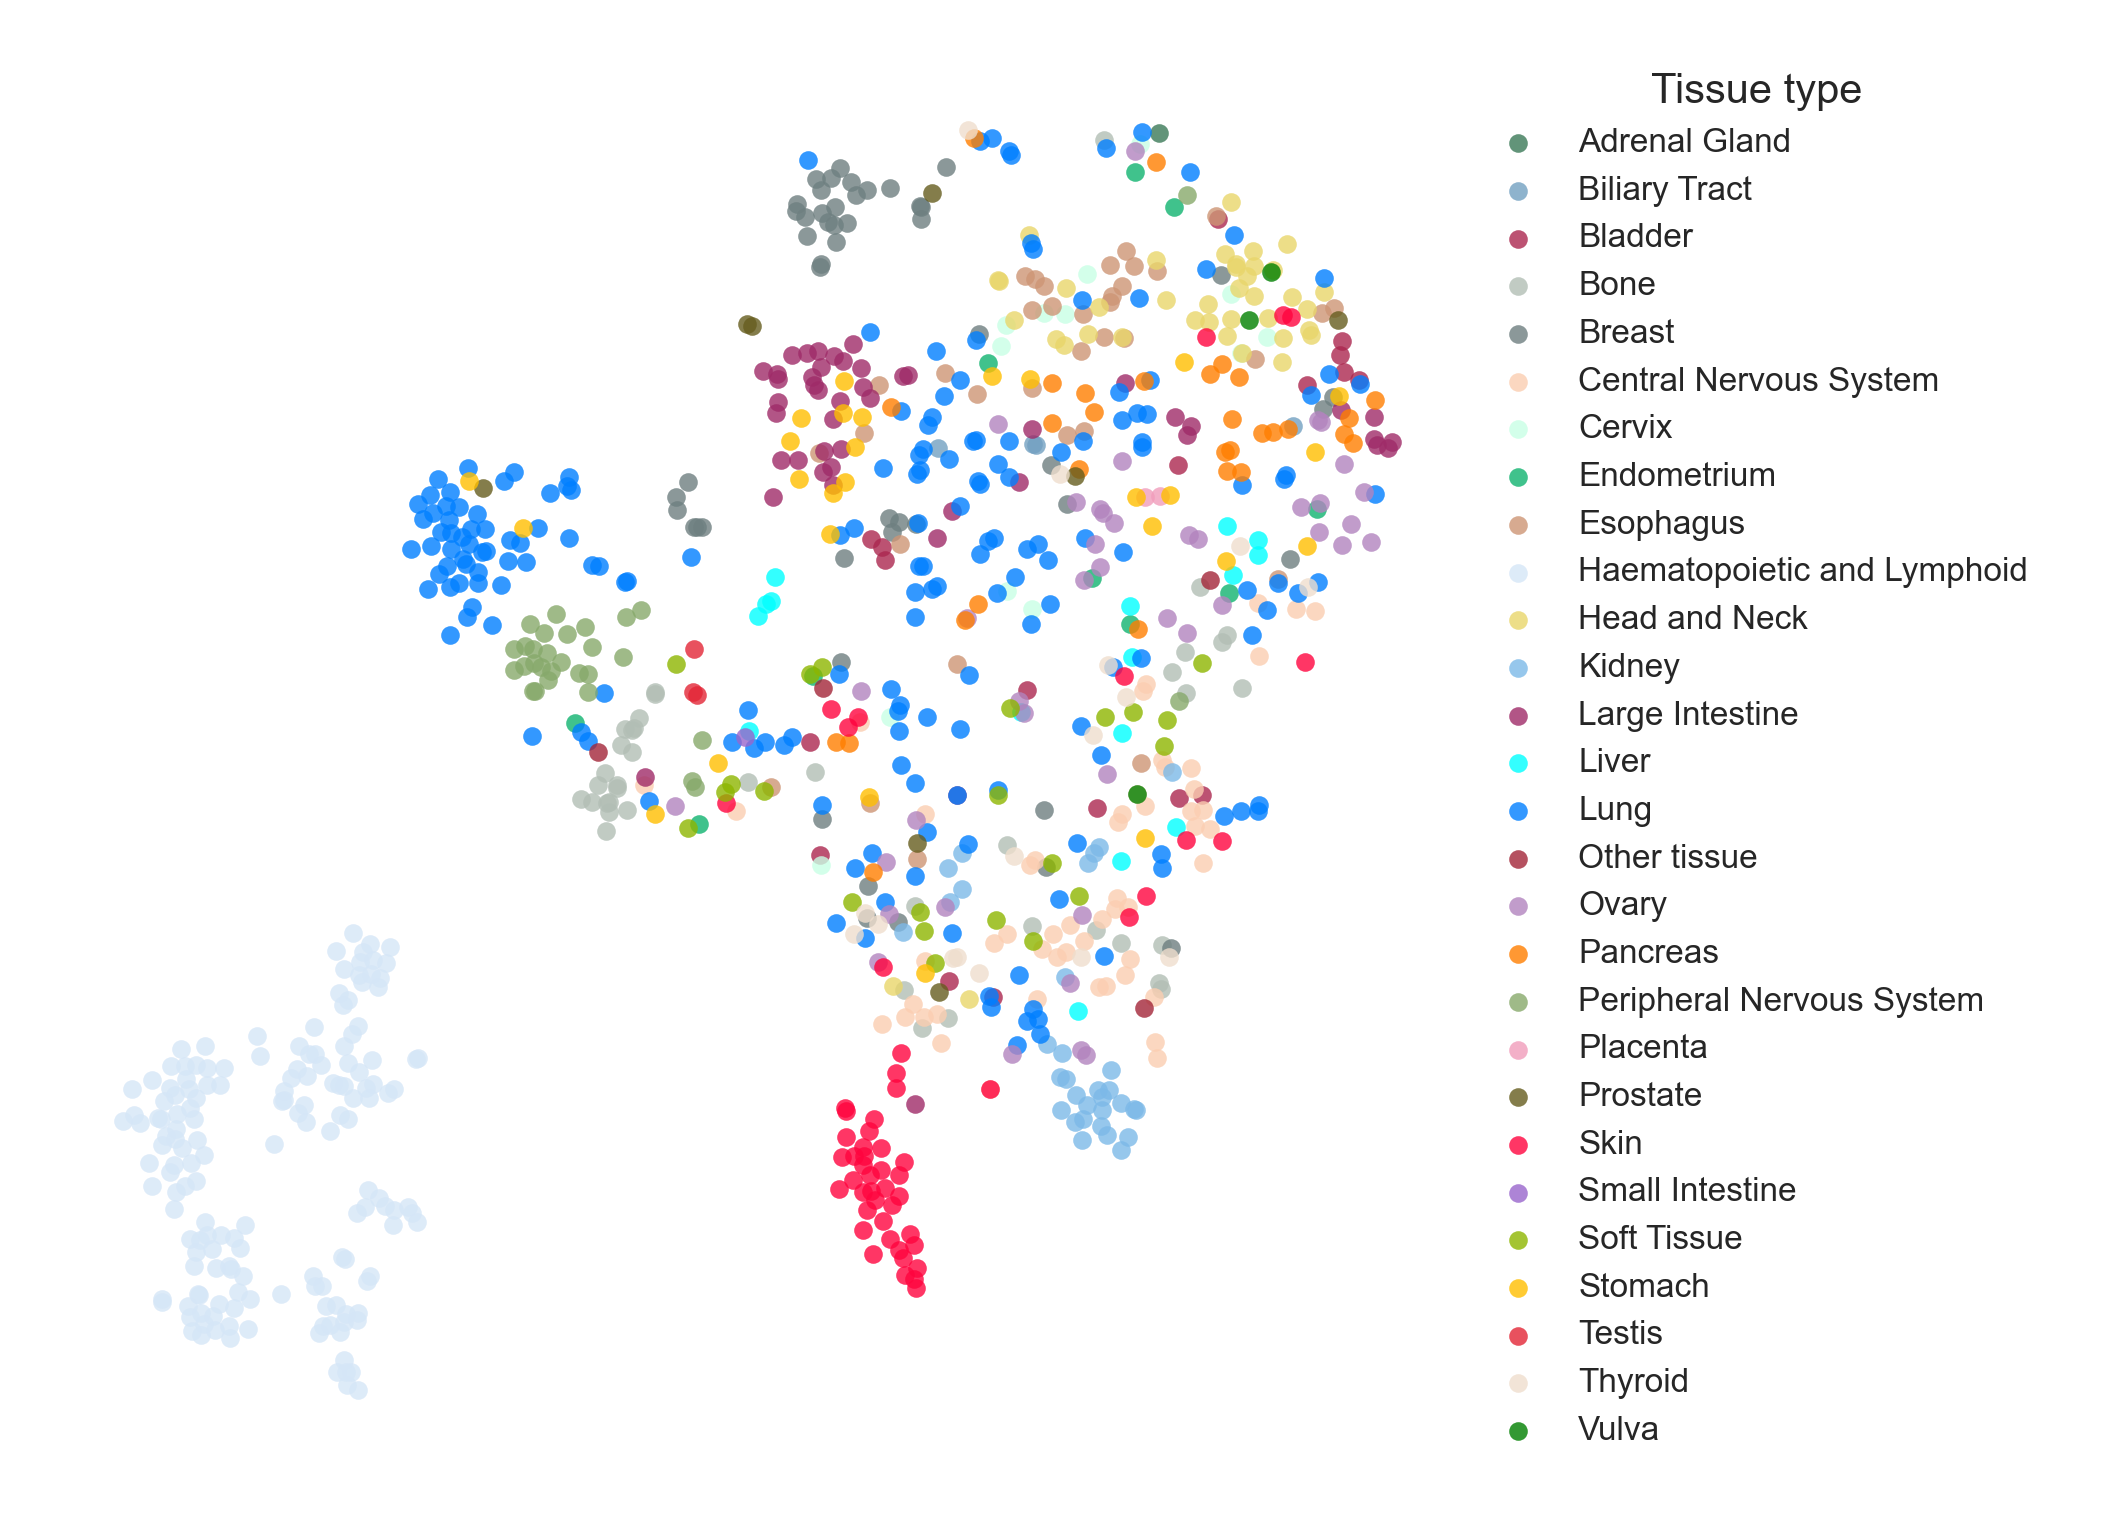 Tissue type
Adrenal Gland
Biliary Tract
Bladder
Bone
Breast
Central Nervous System
Cervix
Endometrium
Esophagus
Haematopoietic and Lymphoid
Head and Neck
Kidney
Large Intestine
Liver
Lung
Other tissue
Ovary
Pancreas
Peripheral Nervous System
Placenta
Prostate
Skin
Small Intestine
Soft Tissue
Stomach
Testis
Thyroid
Vulva